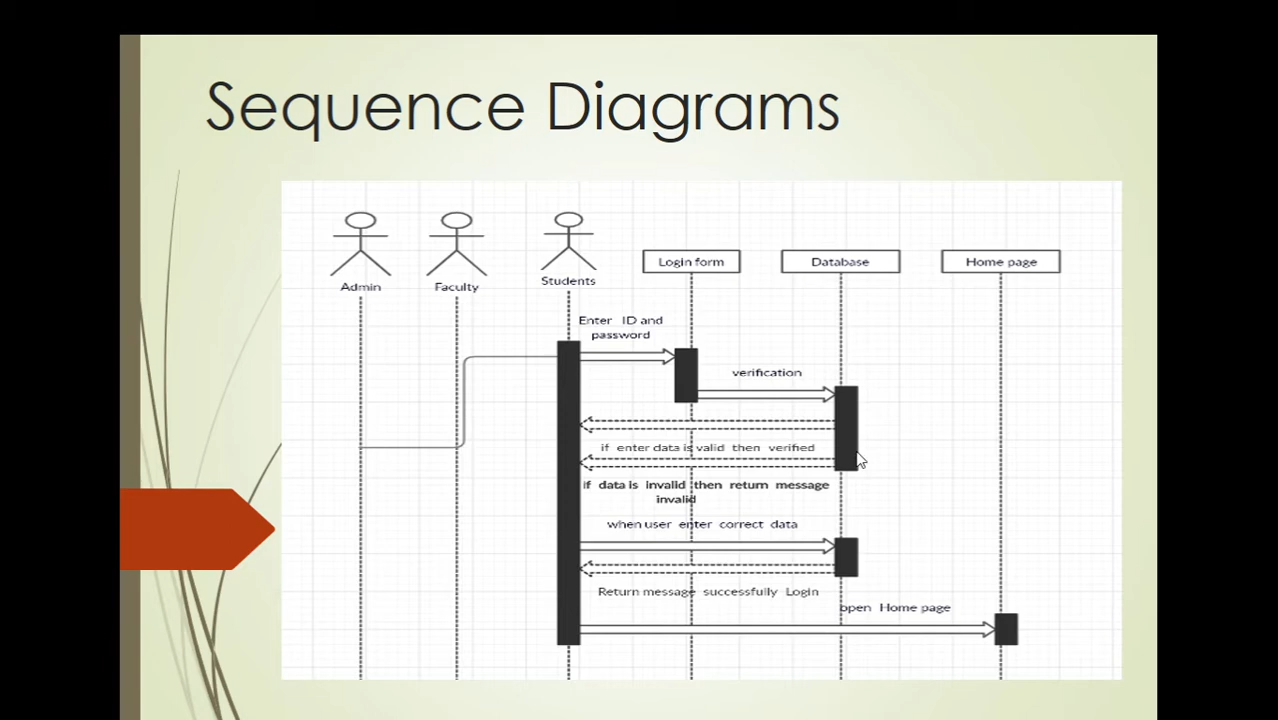 Sequence Diagrams
Admin
Faculty
Students
Login form
Database
Home page
Enter ID and
password
verification
if enter data is valid then verified
if data is invalid then return message
invalid
when user enter correct data
Return message successfully Login
open Home page